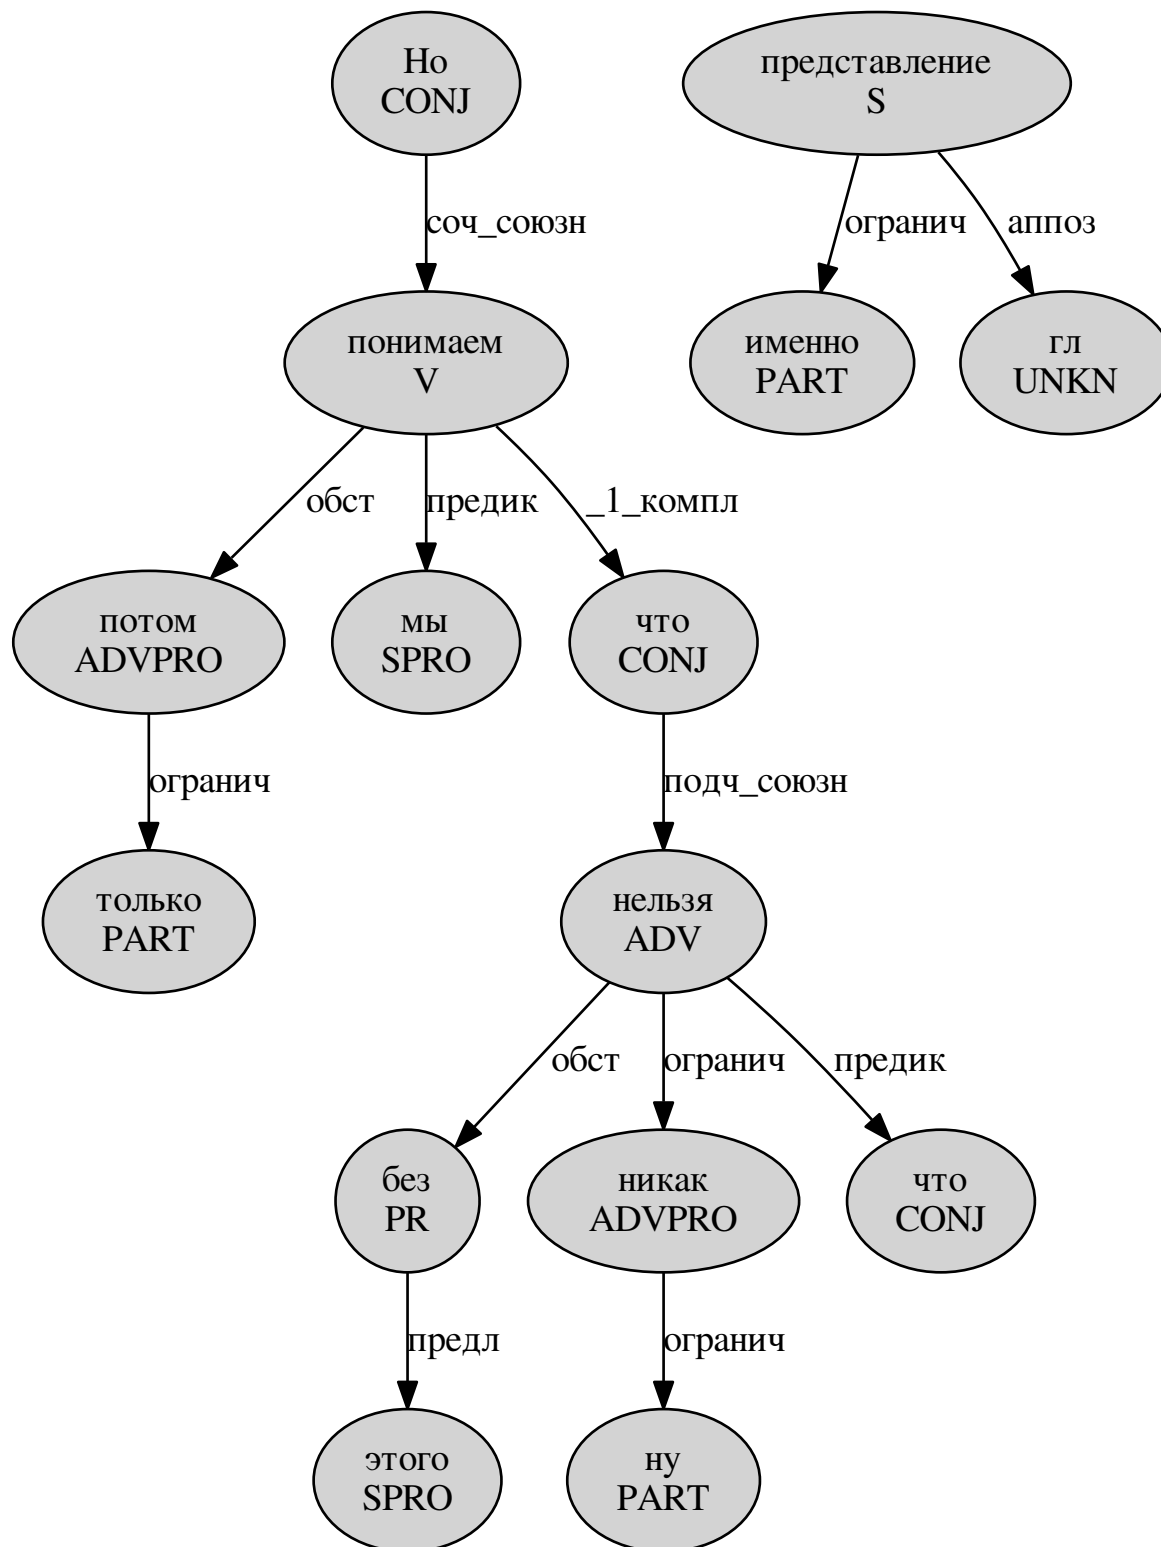 Но
CONJ
представление
S
соч_союзн
огранич
аппоз
понимаем
V
именно
PART
гл
UNKN
обст
предик
_1_компл
потом
ADVPRO
мы
SPRO
что
CONJ
огранич
подч_союзн
только
PART
нельзя
ADV
обст
огранич
предик
без
PR
никак
ADVPRO
что
CONJ
предл
огранич
этого
SPRO
ну
PART